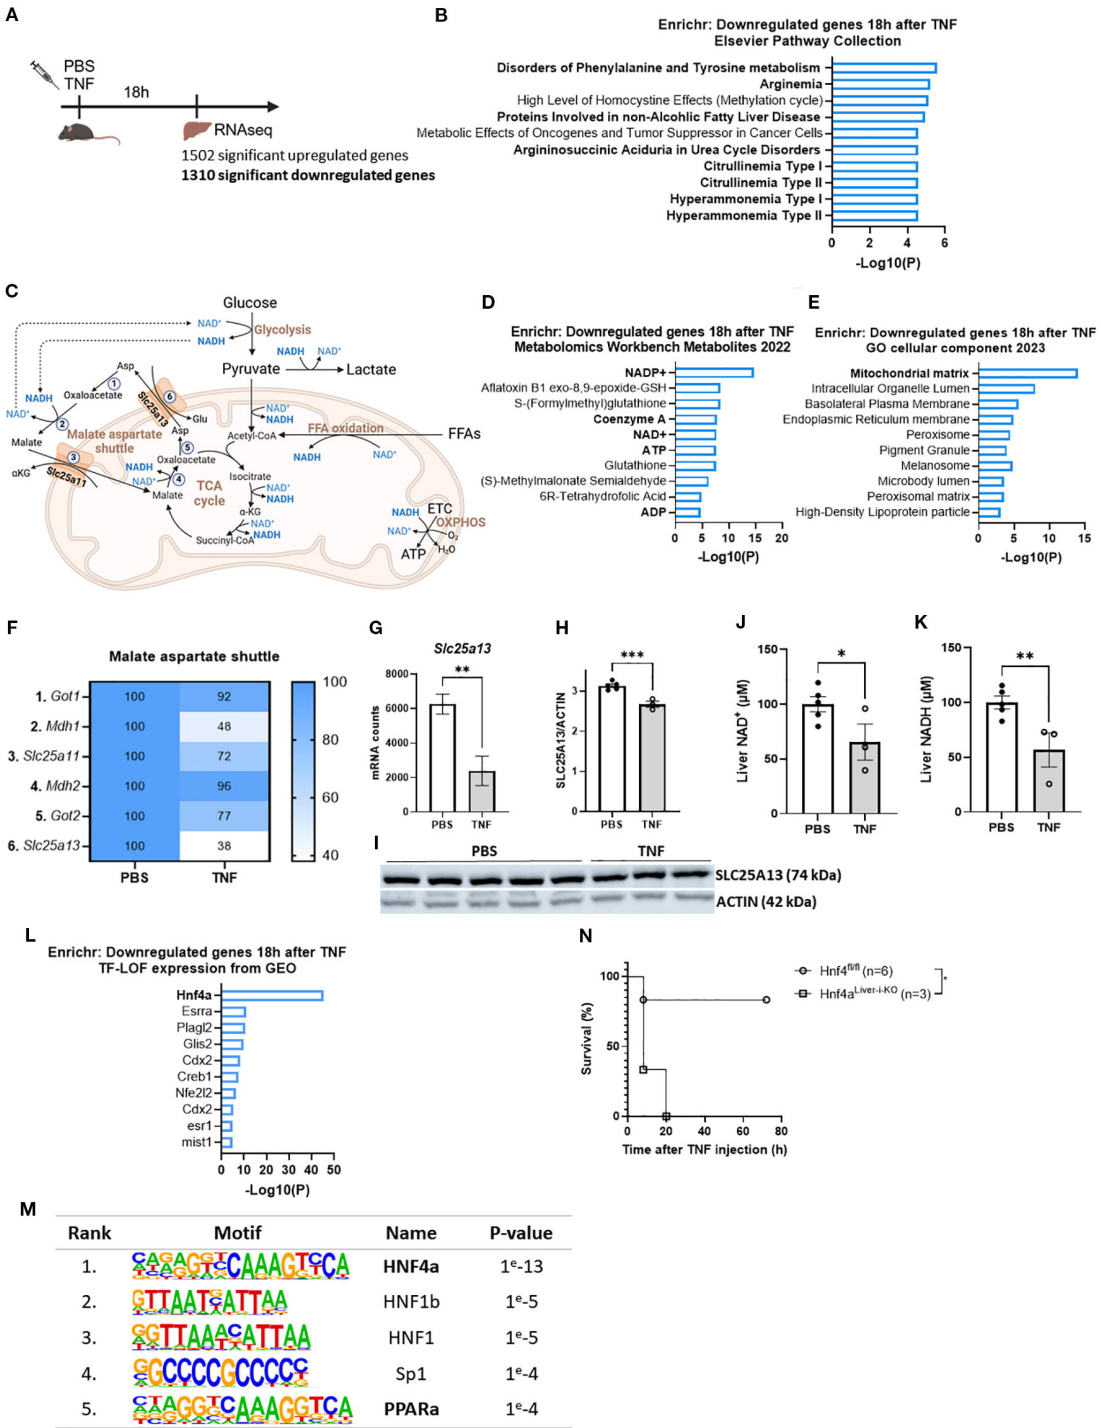 A
PBS
TNF
18h
RNAseq
1502 significant upregulated genes
1310 significant downregulated genes
B
Enrichr: Downregulated genes 18h after TNF
Elsevier Pathway Collection
Disorders of Phenylalanine and Tyrosine metabolism
Arginemia
High Level of Homocystine Effects (Methylation cycle)
Proteins Involved in non-Alcohlic Fatty Liver Disease
Metabolic Effects of Oncogenes and Tumor Suppressor in Cancer Cells
Argininosuccinic Aciduria in Urea Cycle Disorders
Citrullinemia Type I
Citrullinemia Type II
Hyperammonemia Type I
Hyperammonemia Type II
0 2 4 6
-Log10(P)
C
Glucose
NAD+
Glycolysis
NADH
NADH NAD+
Pyruvate
Lactate
Asp
1
Oxaloacetate
6
Slc25a13
NADH
NAD+
2
Glu
NAD+
NADH
Malate aspartate
shuttle
Asp
Acetyl-CoA
FFA oxidation
FFAs
Malate
3
5
Oxaloacetate
NADH
NAD+
αKG
Slc25a11
NADH
NAD+
4
Malate
TCA
cycle
Isocitrate
NAD+
NADH
α-KG
NAD+
NADH
Succinyl-CoA
NADH
ETC
OXPHOS
NAD+
O2
H2O
ATP
D
Enrichr: Downregulated genes 18h after TNF
Metabolomics Workbench Metabolites 2022
NADP+
Aflatoxin B1 exo-8,9-epoxide-GSH
S-(Formylmethyl)glutathione
Coenzyme A
NAD+
ATP
Glutathione
(S)-Methylmalonate Semialdehyde
6R-Tetrahydrofolic Acid
ADP
0 5 10 15 20
-Log10(P)
E
Enrichr: Downregulated genes 18h after TNF
GO cellular component 2023
Mitochondrial matrix
Intracellular Organelle Lumen
Basolateral Plasma Membrane
Endoplasmic Reticulum membrane
Peroxisome
Pigment Granule
Melanosome
Microbody lumen
Peroxisomal matrix
High-Density Lipoprotein particle
0 5 10 15
-Log10(P)
F
Malate aspartate shuttle
1. Got1 100 92
2. Mdh1 100 48
3. Slc25a11 100 72
4. Mdh2 100 96
5. Got2 100 77
6. Slc25a13 100 38
PBS TNF
100
80
60
40
G
Slc25a13
**
mRNA counts
8000
6000
4000
2000
0
PBS TNF
H
***
SLC25A13/ACTIN
3
2
1
0
PBS TNF
I
PBS TNF
SLC25A13 (74 kDa)
ACTIN (42 kDa)
J
*
Liver NAD+ (µM)
150
100
50
0
PBS TNF
K
**
Liver NADH (µM)
150
100
50
0
PBS TNF
L
Enrichr: Downregulated genes 18h after TNF
TF-LOF expression from GEO
Hnf4a
Esrra
Plagl2
Glis2
Cdx2
Creb1
Nfe2l2
Cdx2
esr1
mist1
0 10 20 30 40 50
-Log10(P)
N
Survival (%)
100
50
0
0 20 40 60 80
Time after TNF injection (h)
Hnf4fl/fl (n=6)
Hnf4aLiver-i-KO (n=3)
*
M
Rank Motif Name P-value
1. HNF4a 1e-13
2. HNF1b 1e-5
3. HNF1 1e-5
4. Sp1 1e-4
5. PPARa 1e-4